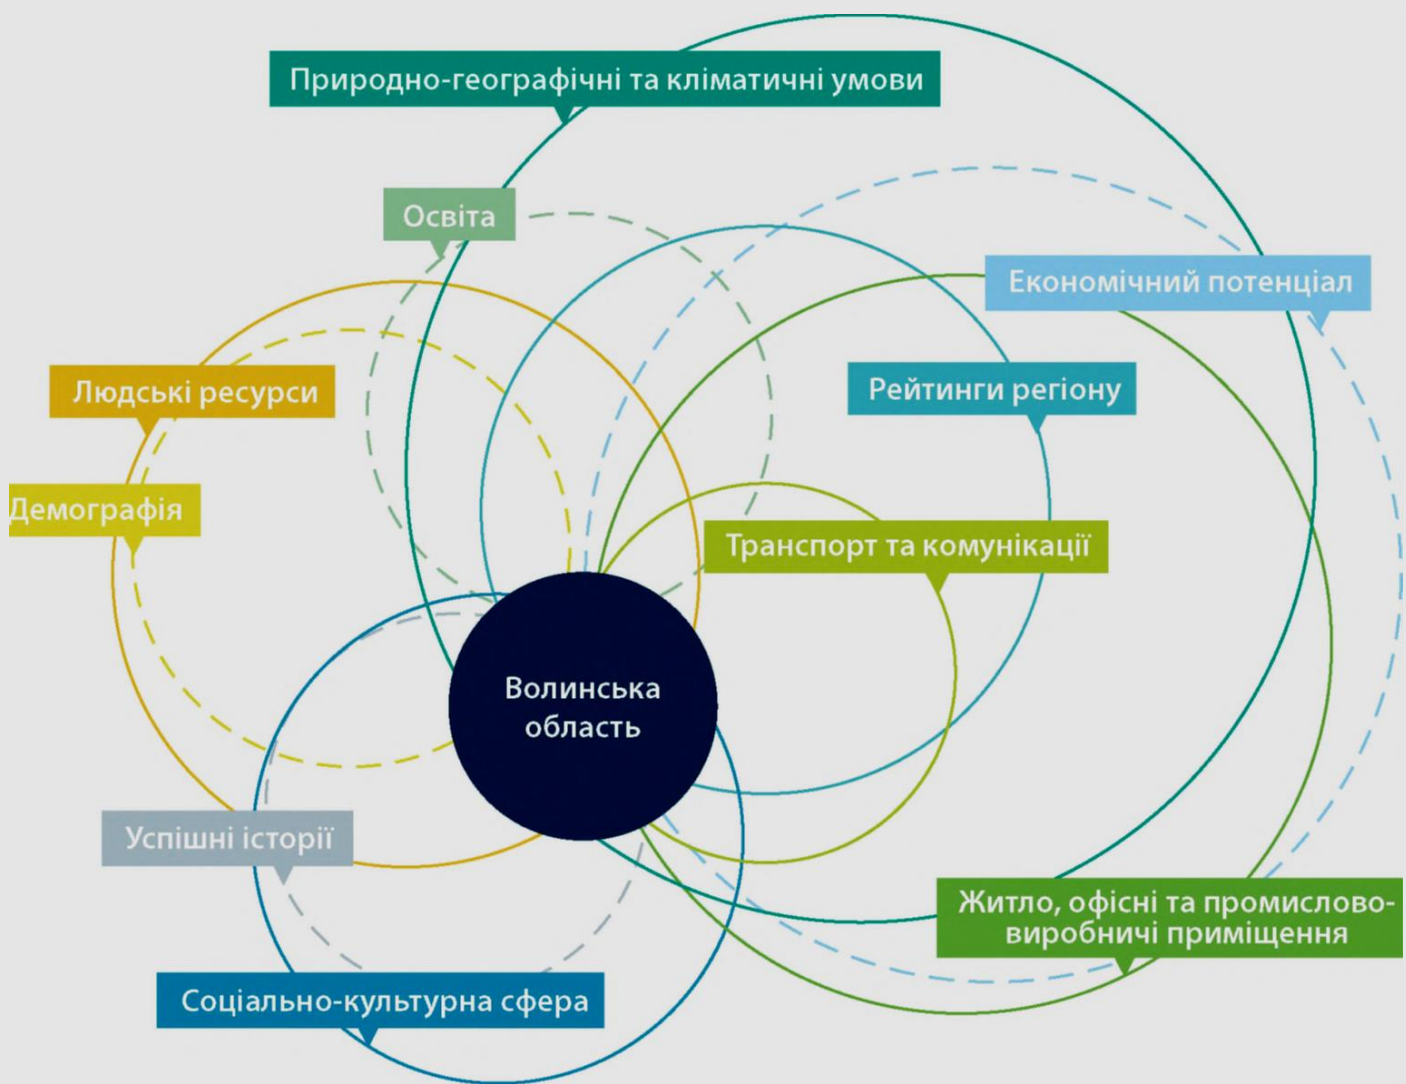 Природно-географічні та кліматичні умови
Освіта
Економічний потенціал
Людські ресурси
Рейтинги регіону
Демографія
Транспорт та комунікації
Волинська
область
Успішні історії
Житло, офісні та промислово-
виробничі приміщення
Соціально-культурна сфера